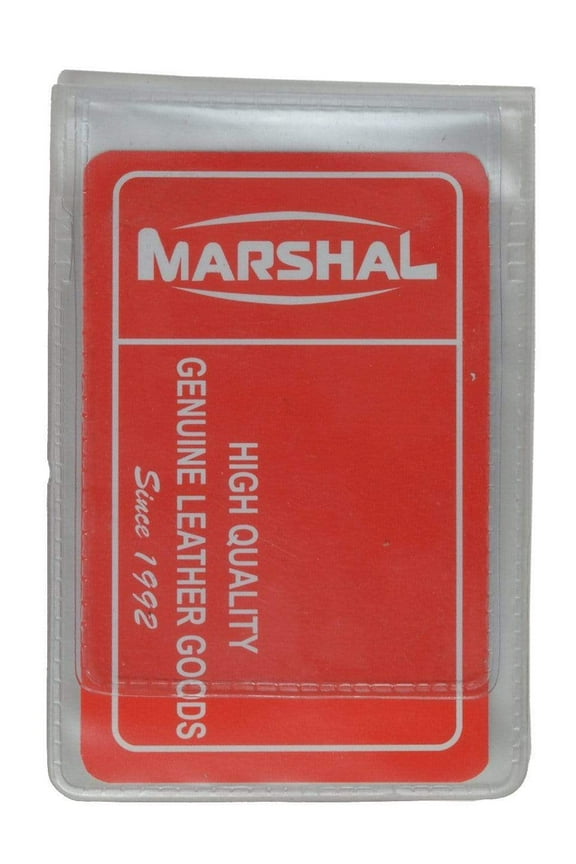 MARSHAL
HIGH QUALITY
GENUINE LEATHER GOODS
Since 1992